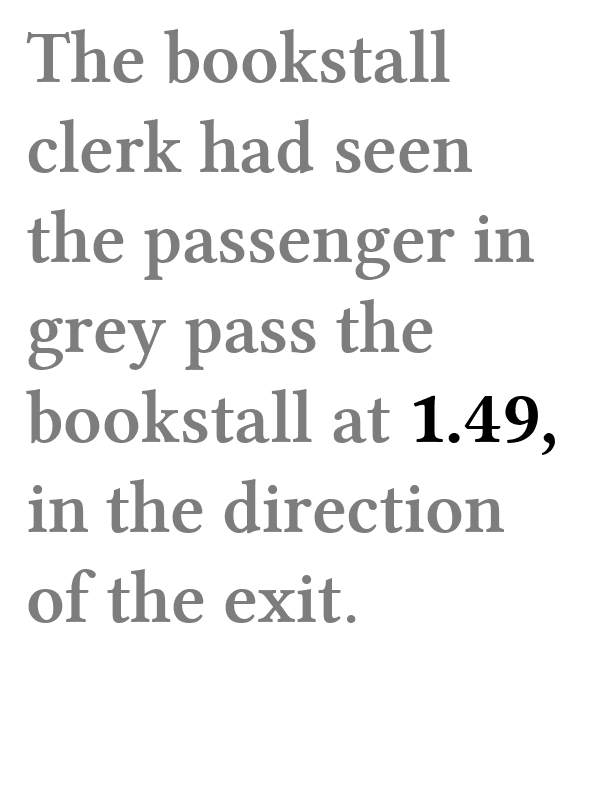 The bookstall
clerk had seen
the passenger in
grey pass the
bookstall at 1.49,
in the direction
of the exit.